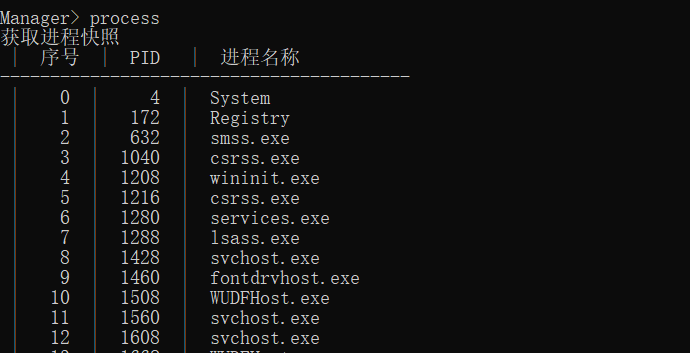 Manager> process
获取进程快照
| 序号 | PID | 进程名称
-----------------------------------------
| 0 | 4 | System
| 1 | 172 | Registry
| 2 | 632 | smss.exe
| 3 | 1040 | csrss.exe
| 4 | 1208 | wininit.exe
| 5 | 1216 | csrss.exe
| 6 | 1280 | services.exe
| 7 | 1288 | lsass.exe
| 8 | 1428 | svchost.exe
| 9 | 1460 | fontdrvhost.exe
| 10 | 1508 | WUDFHost.exe
| 11 | 1560 | svchost.exe
| 12 | 1608 | svchost.exe